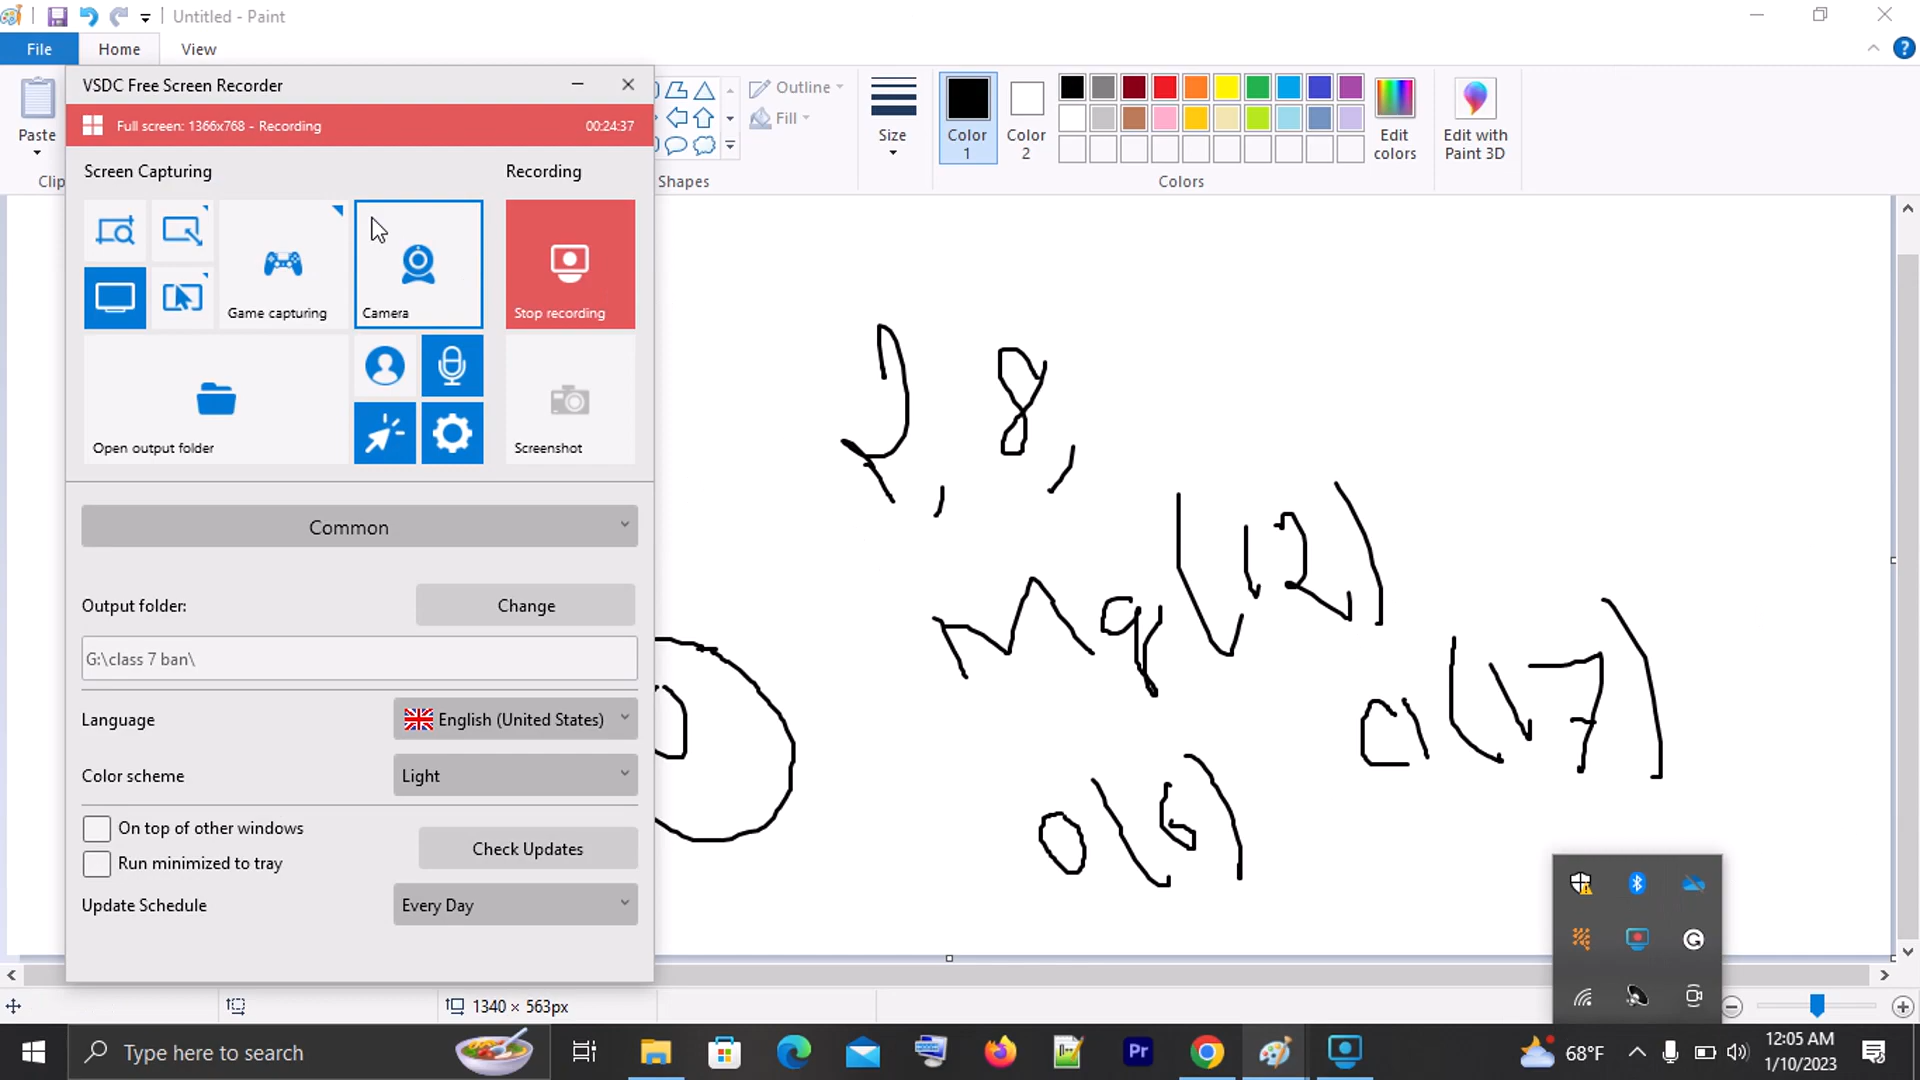 Untitled - Paint
File Home View
VSDC Free Screen Recorder
Full screen: 1366x768 - Recording 00:24:37
Screen Capturing Recording
Game capturing
Camera
Stop recording
Open output folder
Screenshot
Common
Output folder: Change
G:\class 7 ban\
Language English (United States)
Color scheme Light
On top of other windows
Run minimized to tray
Check Updates
Update Schedule Every Day
Paste
Clip
Shapes
Outline
Fill
Size
Color 1
Color 2
Edit colors
Edit with Paint 3D
Colors
2, 8,
Mg(12)
Cl(17)
O(6)
1340 × 563px
Type here to search
Pr
68°F
12:05 AM
1/10/2023